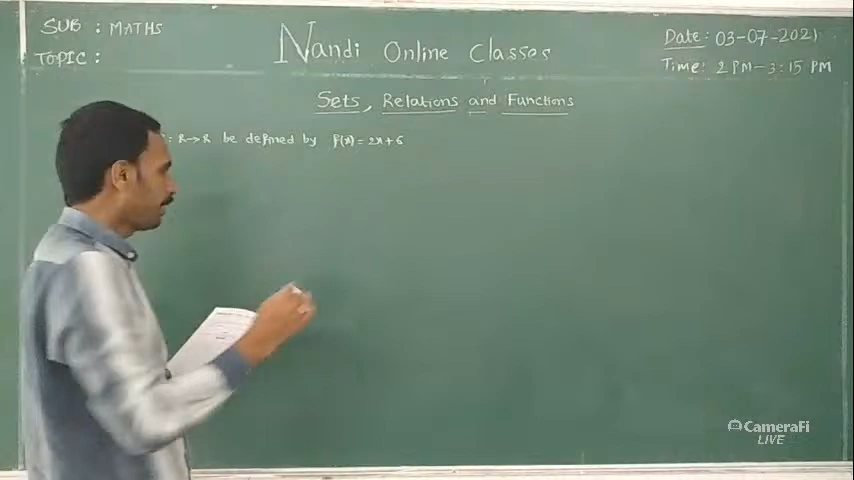 SUB : MATHS
TOPIC :
Nandi Online Classes
Date: 03-07-2021
Time: 2 PM-3:15 PM
Sets, Relations and Functions
: R→R be defined by f(x) = 2x+6
CameraFi
LIVE